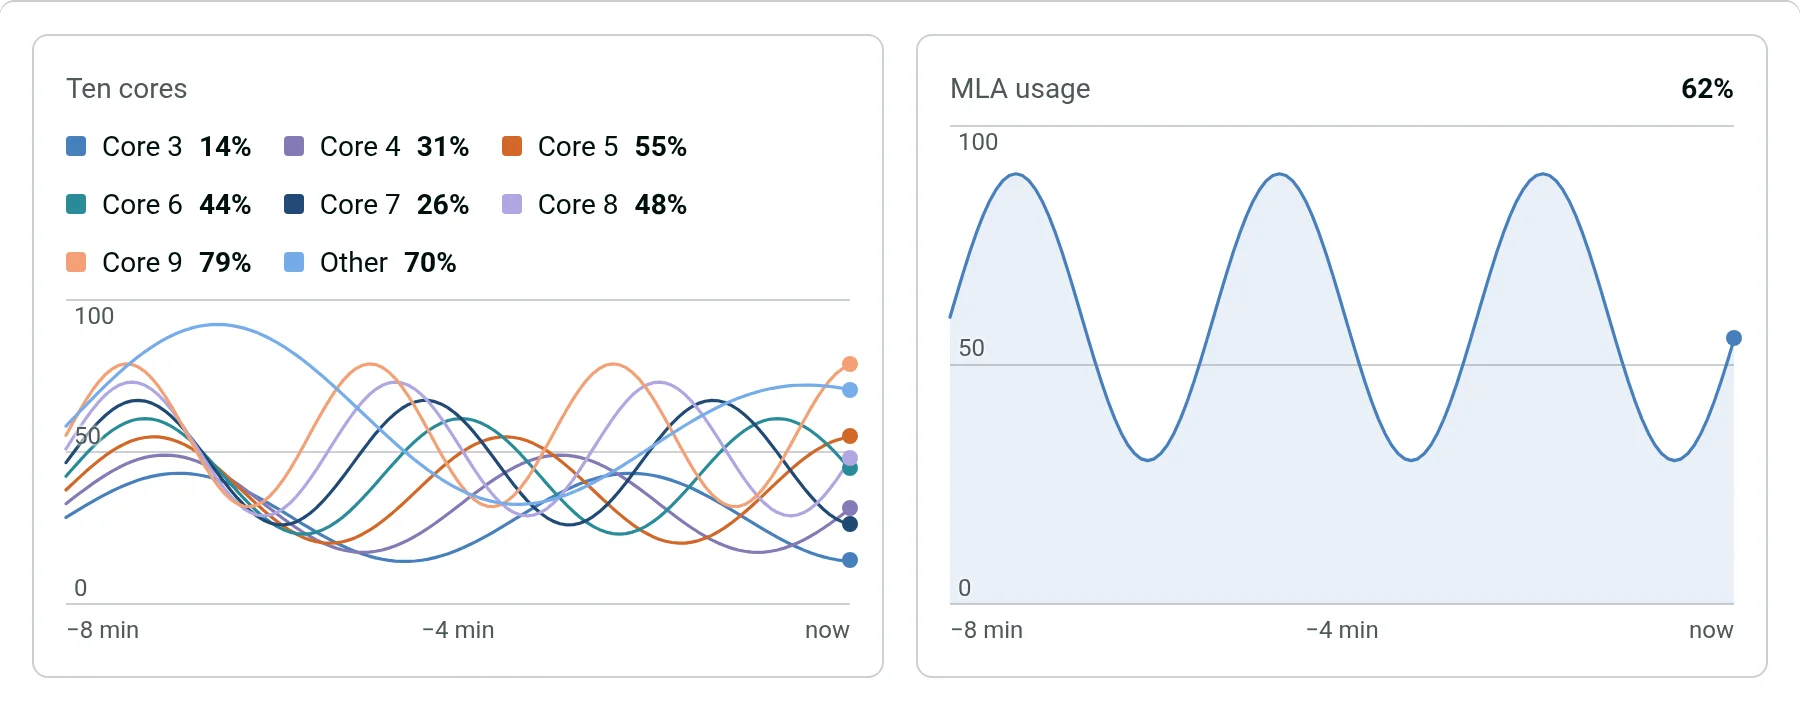 Ten cores
Core 3 14% Core 4 31% Core 5 55%
Core 6 44% Core 7 26% Core 8 48%
Core 9 79% Other 70%
100
50
0
−8 min −4 min now
MLA usage 62%
100
50
0
−8 min −4 min now